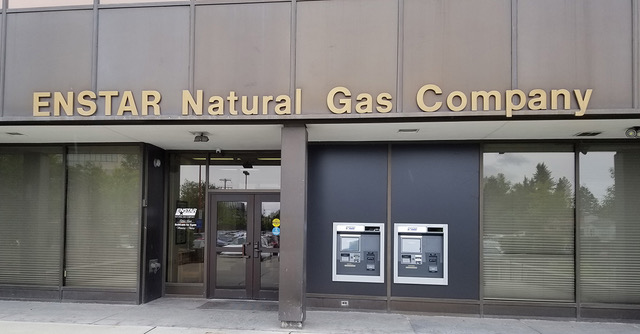 ENSTAR Natural Gas Company